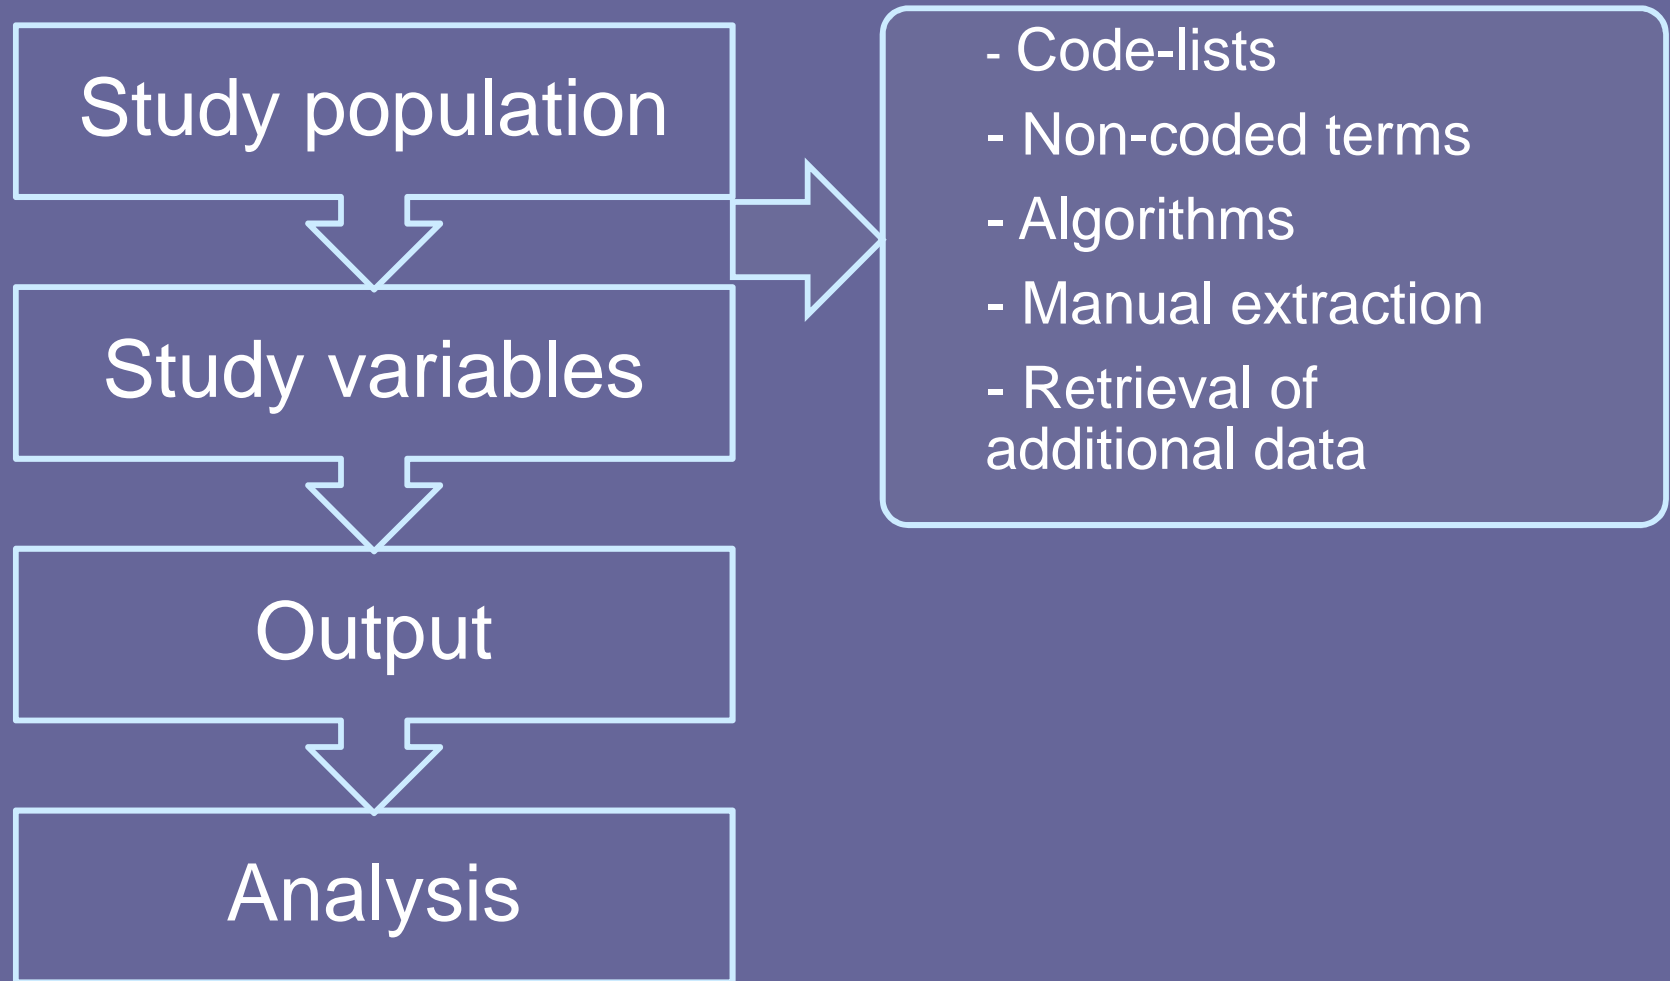 Study population
Study variables
Output
Analysis
- Code-lists
- Non-coded terms
- Algorithms
- Manual extraction
- Retrieval of
additional data